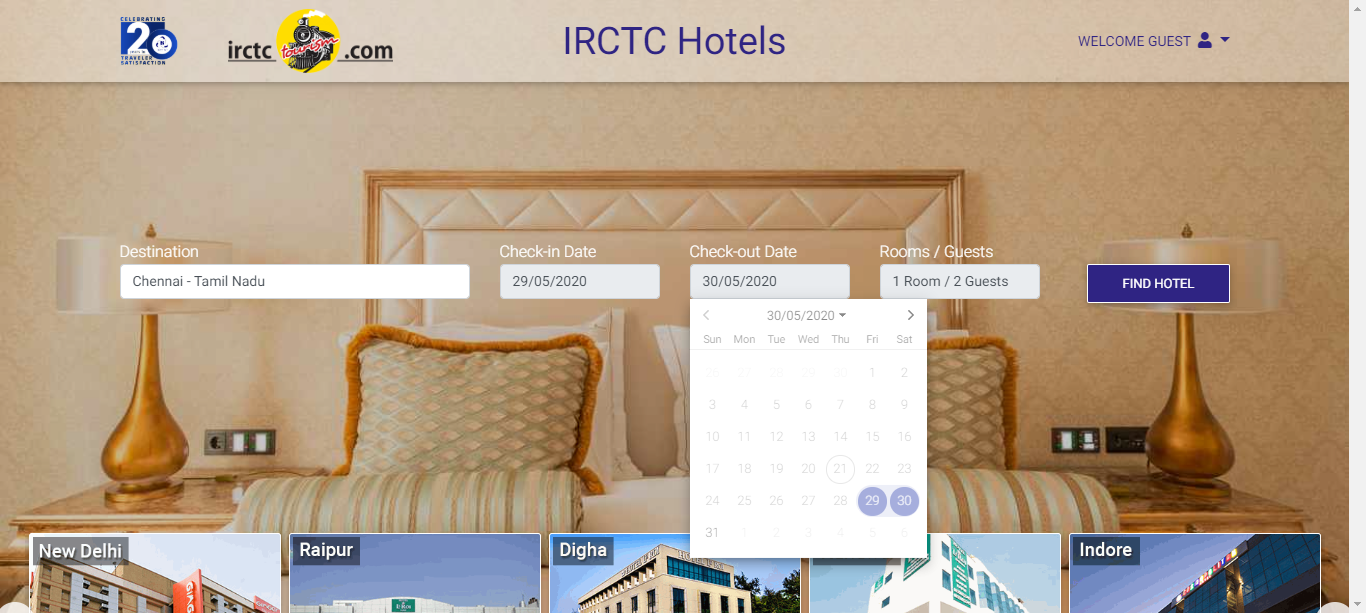 CELEBRATING
20
TRAVELER
SATISFACTION
irctc tourism .com
IRCTC Hotels
WELCOME GUEST
Destination
Check-in Date
Check-out Date
Rooms / Guests
Chennai - Tamil Nadu
29/05/2020
30/05/2020
1 Room / 2 Guests
FIND HOTEL
30/05/2020
Sun Mon Tue Wed Thu Fri Sat
26 27 28 29 30 1 2
3 4 5 6 7 8 9
10 11 12 13 14 15 16
17 18 19 20 21 22 23
24 25 26 27 28 29 30
31 1 2 3 4 5 6
New Delhi
Raipur
Digha
Indore
GINGER